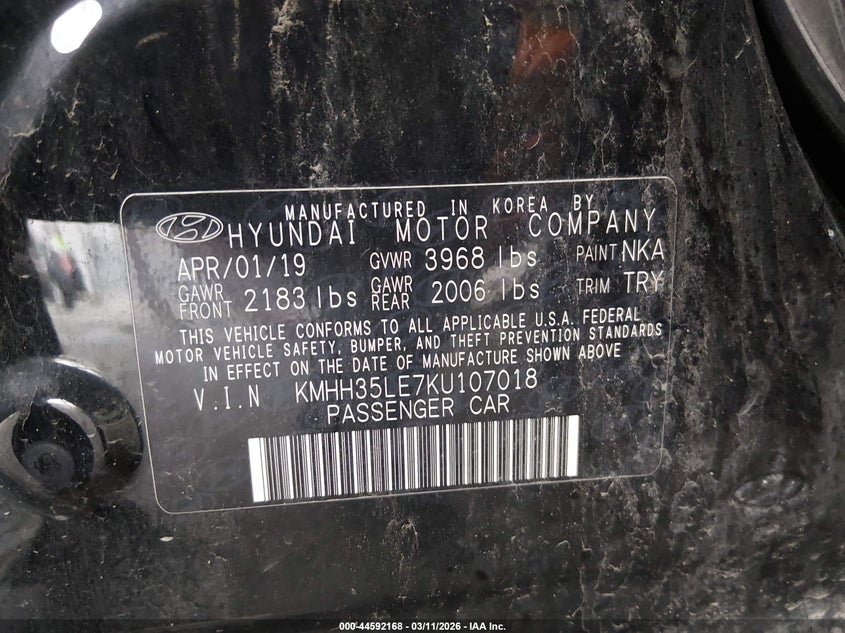 MANUFACTURED IN KOREA BY
HYUNDAI MOTOR COMPANY
APR/01/19 GVWR 3968 lbs PAINT NKA
GAWR FRONT 2183 lbs GAWR REAR 2006 lbs TRIM TRY
THIS VEHICLE CONFORMS TO ALL APPLICABLE U.S.A. FEDERAL
MOTOR VEHICLE SAFETY, BUMPER, AND THEFT PREVENTION STANDARDS
IN EFFECT ON THE DATE OF MANUFACTURE SHOWN ABOVE
V.I.N KMHH35LE7KU107018
PASSENGER CAR
000-44592168 - 03/11/2026 - IAA Inc.